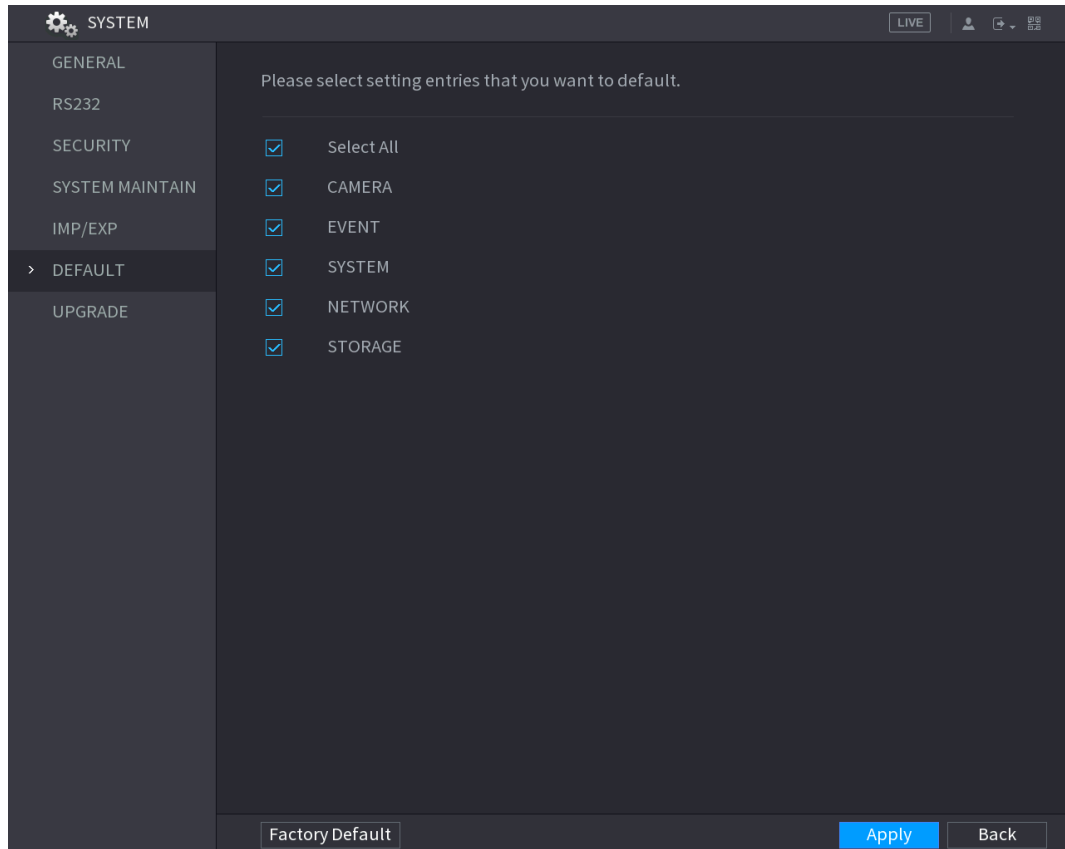 SYSTEM
LIVE
GENERAL
RS232
SECURITY
SYSTEM MAINTAIN
IMP/EXP
DEFAULT
UPGRADE
Please select setting entries that you want to default.
Select All
CAMERA
EVENT
SYSTEM
NETWORK
STORAGE
Factory Default
Apply
Back